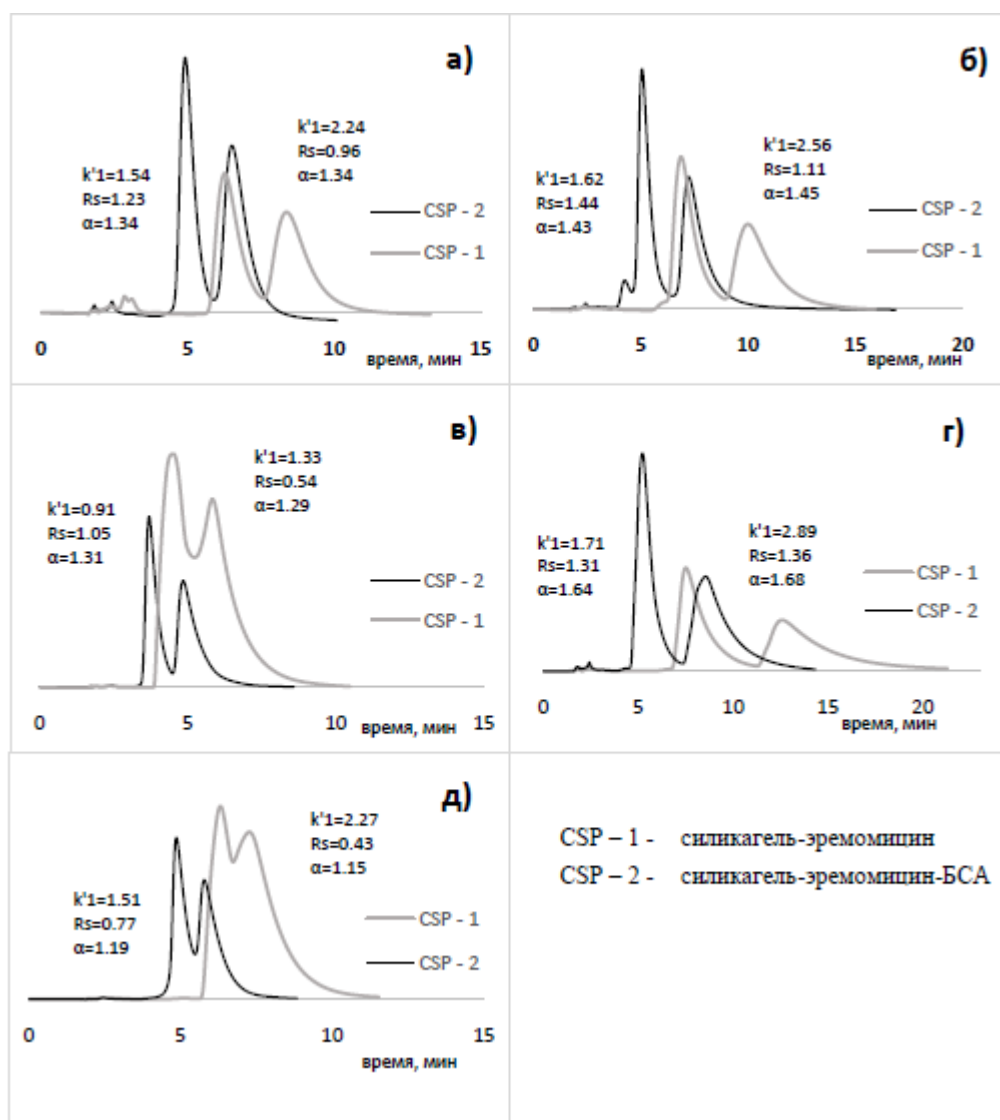 а)
k'1=1.54
Rs=1.23
α=1.34
k'1=2.24
Rs=0.96
α=1.34
CSP - 2
CSP - 1
0
5
10
15
время, мин
б)
k'1=1.62
Rs=1.44
α=1.43
k'1=2.56
Rs=1.11
α=1.45
CSP - 2
CSP - 1
0
5
10
15
20
время, мин
в)
k'1=0.91
Rs=1.05
α=1.31
k'1=1.33
Rs=0.54
α=1.29
CSP - 2
CSP - 1
0
5
10
15
время, мин
г)
k'1=1.71
Rs=1.31
α=1.64
k'1=2.89
Rs=1.36
α=1.68
CSP - 1
CSP - 2
0
5
10
15
20
время, мин
д)
k'1=1.51
Rs=0.77
α=1.19
k'1=2.27
Rs=0.43
α=1.15
CSP - 1
CSP - 2
0
5
10
15
время, мин
CSP – 1 - силикагель-эремомицин
CSP – 2 - силикагель-эремомицин-БСА